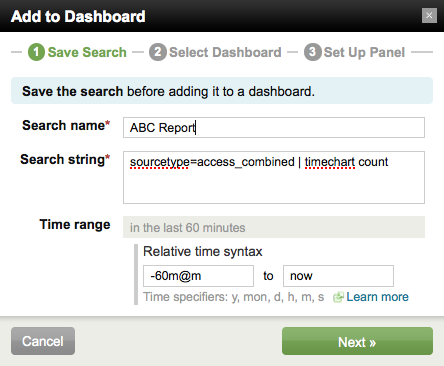 Add to Dashboard ×
1 Save Search 2 Select Dashboard 3 Set Up Panel
Save the search before adding it to a dashboard.
Search name* ABC Report
Search string* sourcetype=access_combined | timechart count
Time range in the last 60 minutes
Relative time syntax
-60m@m to now
Time specifiers: y, mon, d, h, m, s Learn more
Cancel Next »